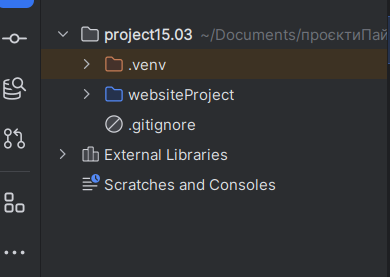 project15.03 ~/Documents/проєктиПай
.venv
websiteProject
.gitignore
External Libraries
Scratches and Consoles